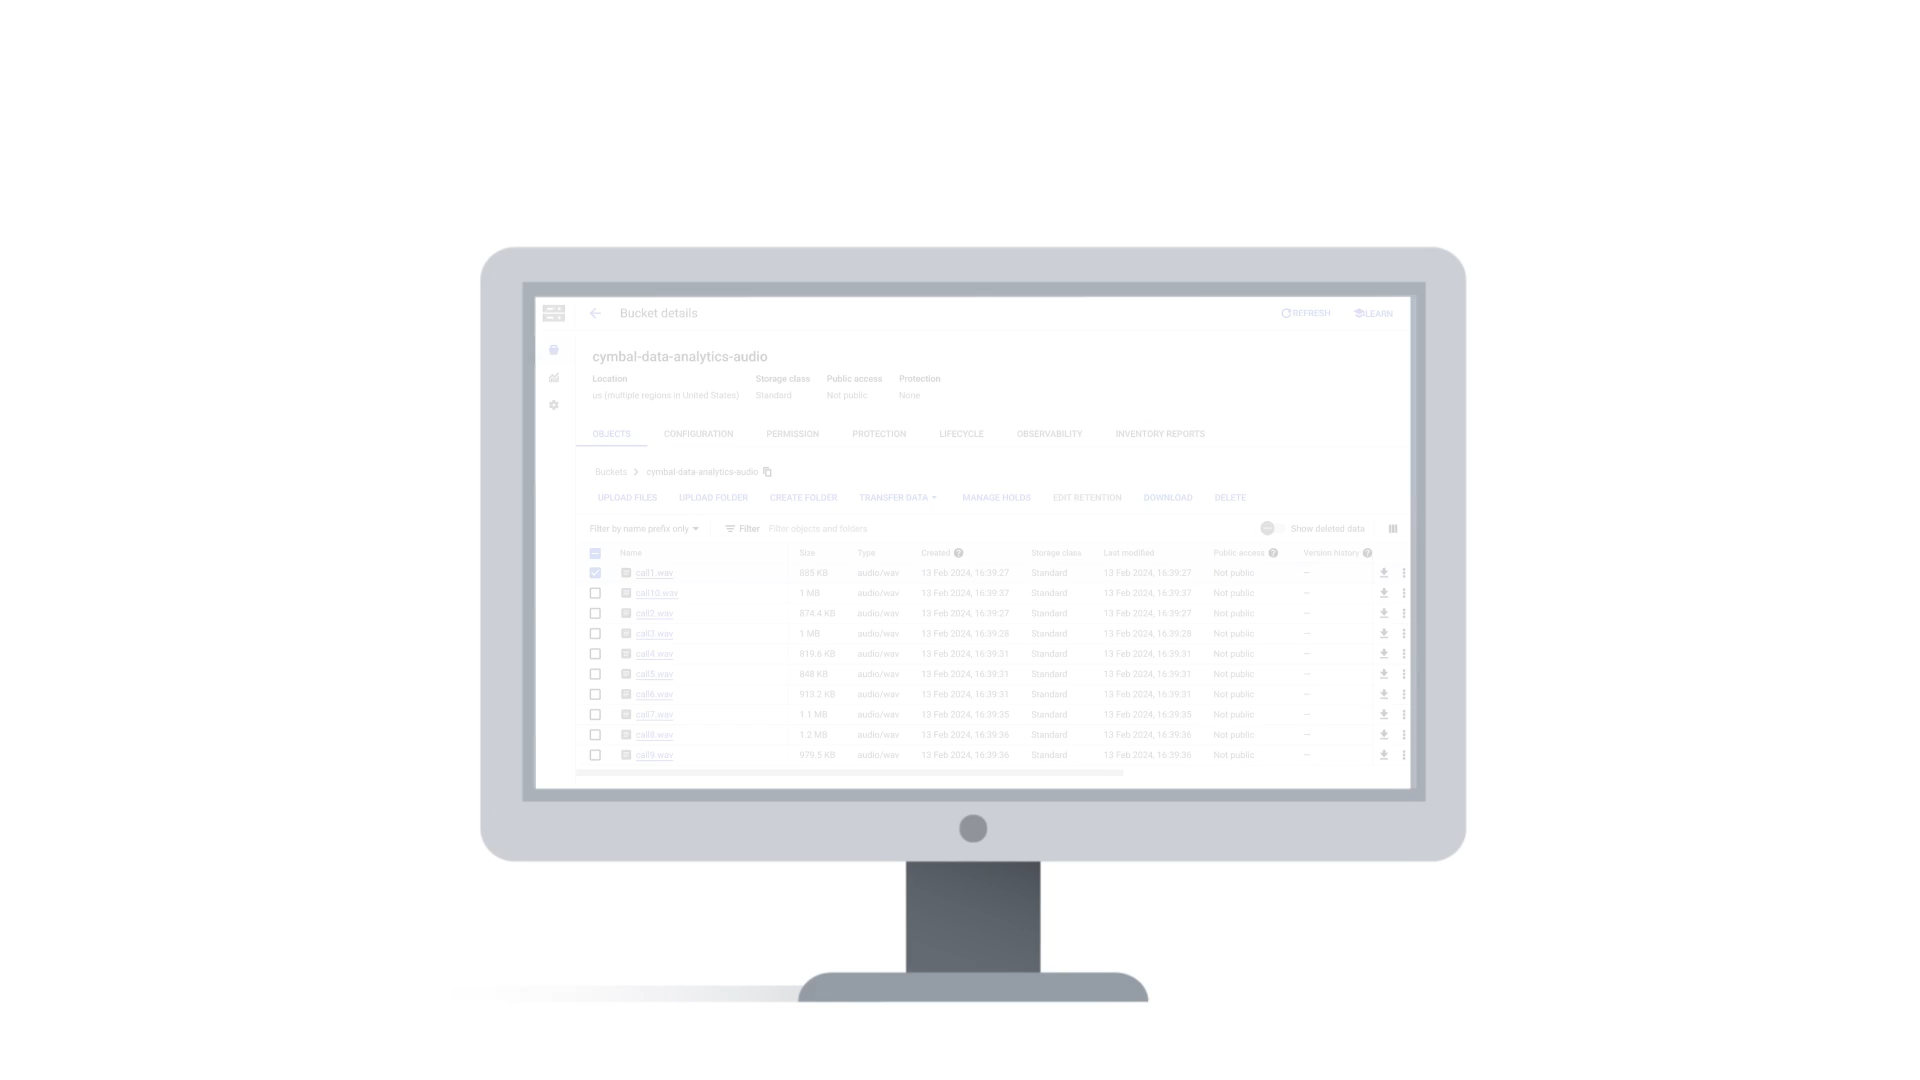 Bucket details REFRESH LEARN
cymbal-data-analytics-audio
Location Storage class Public access Protection
us (multiple regions in United States) Standard Not public None
OBJECTS CONFIGURATION PERMISSION PROTECTION LIFECYCLE OBSERVABILITY INVENTORY REPORTS
Buckets > cymbal-data-analytics-audio
UPLOAD FILES UPLOAD FOLDER CREATE FOLDER TRANSFER DATA MANAGE HOLDS EDIT RETENTION DOWNLOAD DELETE
Filter by name prefix only Filter Filter objects and folders Show deleted data
Name Size Type Created Storage class Last modified Public access Version history
call1.wav 885 KB audio/wav 13 Feb 2024, 16:39:27 Standard 13 Feb 2024, 16:39:27 Not public —
call10.wav 1 MB audio/wav 13 Feb 2024, 16:39:37 Standard 13 Feb 2024, 16:39:37 Not public —
call2.wav 874.4 KB audio/wav 13 Feb 2024, 16:39:27 Standard 13 Feb 2024, 16:39:27 Not public —
call3.wav 1 MB audio/wav 13 Feb 2024, 16:39:28 Standard 13 Feb 2024, 16:39:28 Not public —
call4.wav 819.6 KB audio/wav 13 Feb 2024, 16:39:31 Standard 13 Feb 2024, 16:39:31 Not public —
call5.wav 848 KB audio/wav 13 Feb 2024, 16:39:31 Standard 13 Feb 2024, 16:39:31 Not public —
call6.wav 913.2 KB audio/wav 13 Feb 2024, 16:39:31 Standard 13 Feb 2024, 16:39:31 Not public —
call7.wav 1.1 MB audio/wav 13 Feb 2024, 16:39:35 Standard 13 Feb 2024, 16:39:35 Not public —
call8.wav 1.2 MB audio/wav 13 Feb 2024, 16:39:36 Standard 13 Feb 2024, 16:39:36 Not public —
call9.wav 979.5 KB audio/wav 13 Feb 2024, 16:39:36 Standard 13 Feb 2024, 16:39:36 Not public —